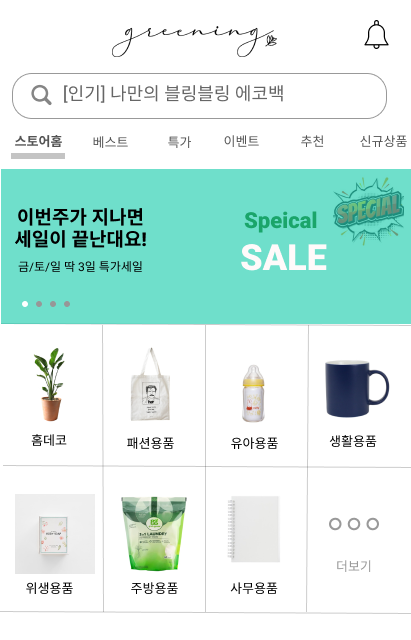 greening
[인기] 나만의 블링블링 에코백
스토어홈 베스트 특가 이벤트 추천 신규상품
이번주가 지나면
세일이 끝난대요!
금/토/일 딱 3일 특가세일
Speical
SALE
SPECIAL
홈데코 패션용품 유아용품 생활용품
위생용품 주방용품 사무용품 더보기